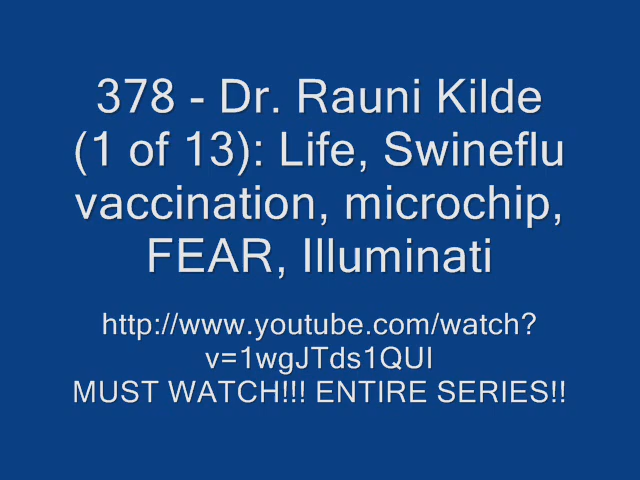 378 - Dr. Rauni Kilde
(1 of 13): Life, Swineflu
vaccination, microchip,
FEAR, Illuminati
http://www.youtube.com/watch?
v=1wgJTds1QUI
MUST WATCH!!! ENTIRE SERIES!!